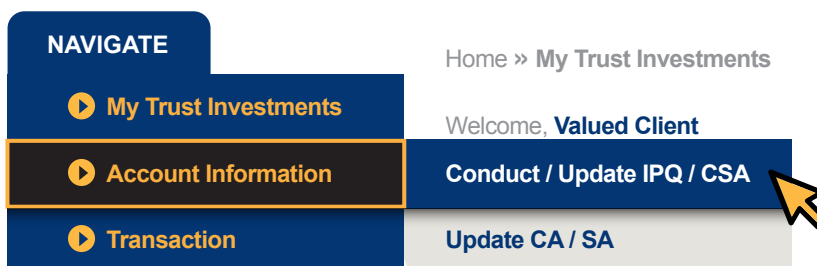 NAVIGATE
Home » My Trust Investments
My Trust Investments
Welcome, Valued Client
Account Information
Conduct / Update IPQ / CSA
Transaction
Update CA / SA